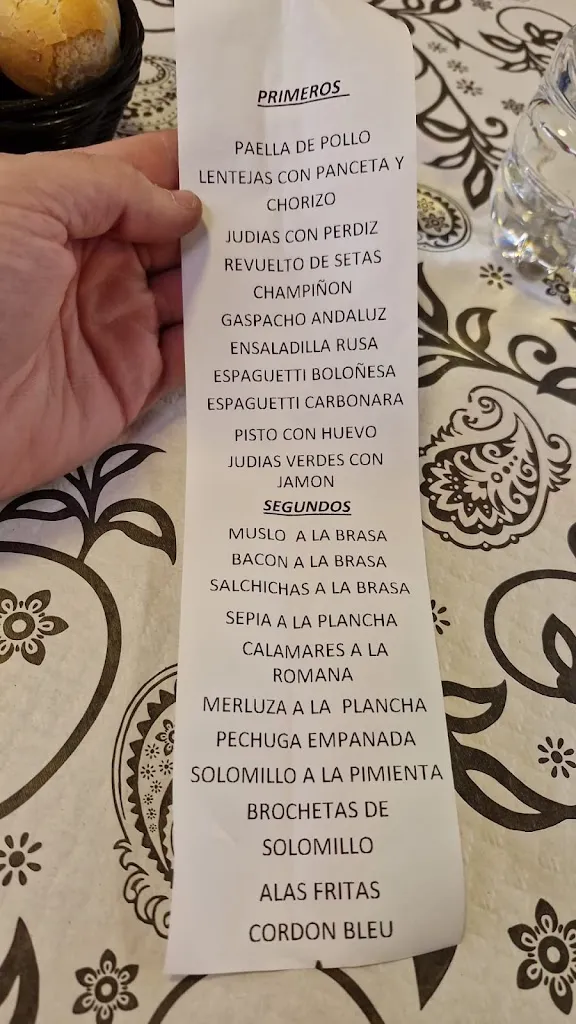 PRIMEROS
PAELLA DE POLLO
LENTEJAS CON PANCETA Y
CHORIZO
JUDIAS CON PERDIZ
REVUELTO DE SETAS
CHAMPIÑON
GASPACHO ANDALUZ
ENSALADILLA RUSA
ESPAGUETTI BOLOÑESA
ESPAGUETTI CARBONARA
PISTO CON HUEVO
JUDIAS VERDES CON
JAMON
SEGUNDOS
MUSLO A LA BRASA
BACON A LA BRASA
SALCHICHAS A LA BRASA
SEPIA A LA PLANCHA
CALAMARES A LA
ROMANA
MERLUZA A LA PLANCHA
PECHUGA EMPANADA
SOLOMILLO A LA PIMIENTA
BROCHETAS DE
SOLOMILLO
ALAS FRITAS
CORDON BLEU